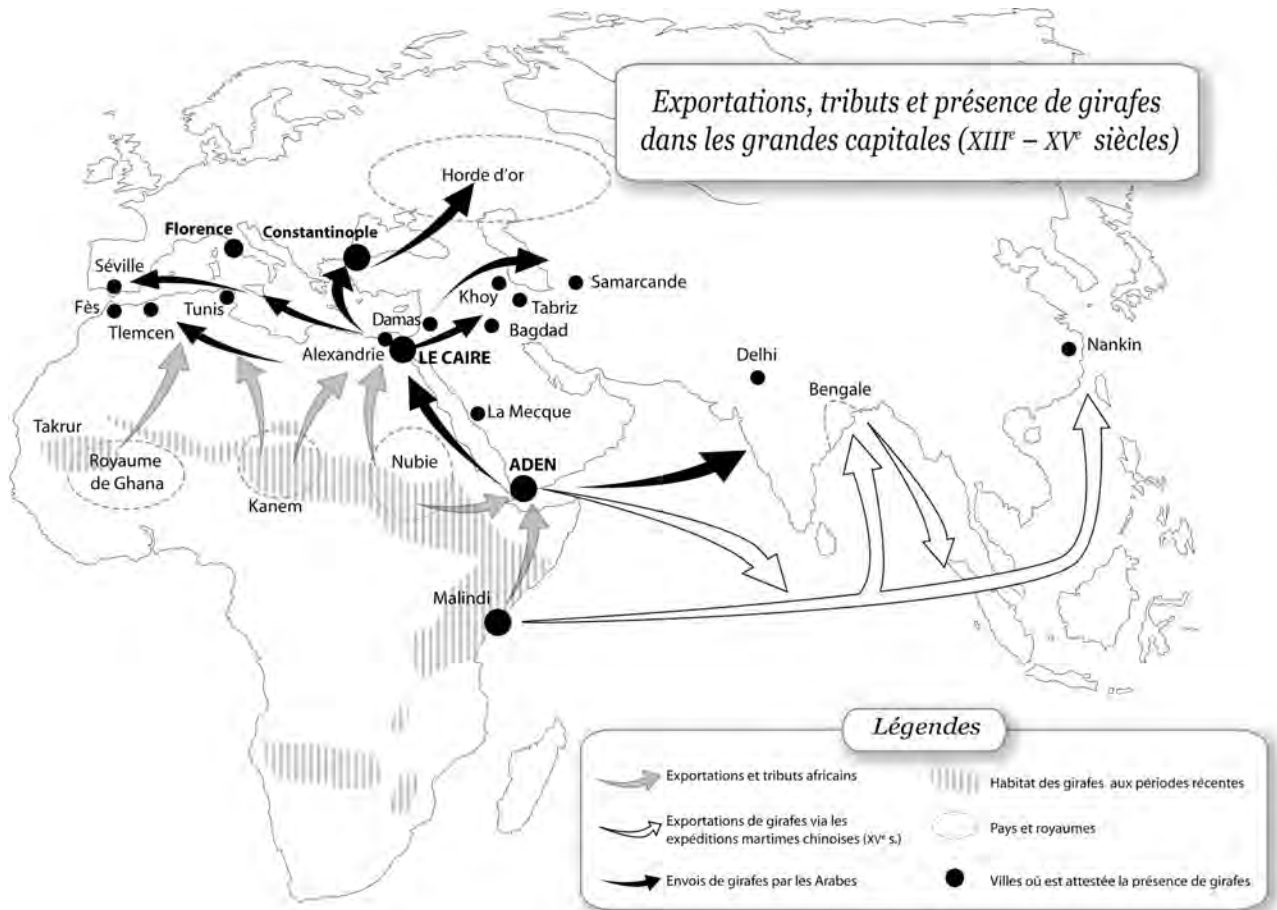 Exportations, tributs et présence de girafes
dans les grandes capitales (XIIIe – XVe siècles)
Horde d'or
Florence
Constantinople
Séville
Samarcande
Khoy
Fès
Tunis
Tabriz
Tlemcen
Damas
Bagdad
Alexandrie
LE CAIRE
Delhi
Nankin
Bengale
La Mecque
Takrur
Royaume
de Ghana
Nubie
ADEN
Kanem
Malindi
Légendes
Exportations et tributs africains
Habitat des girafes aux périodes récentes
Exportations de girafes via les
expéditions martimes chinoises (XVe s.)
Pays et royaumes
Envois de girafes par les Arabes
Villes où est attestée la présence de girafes